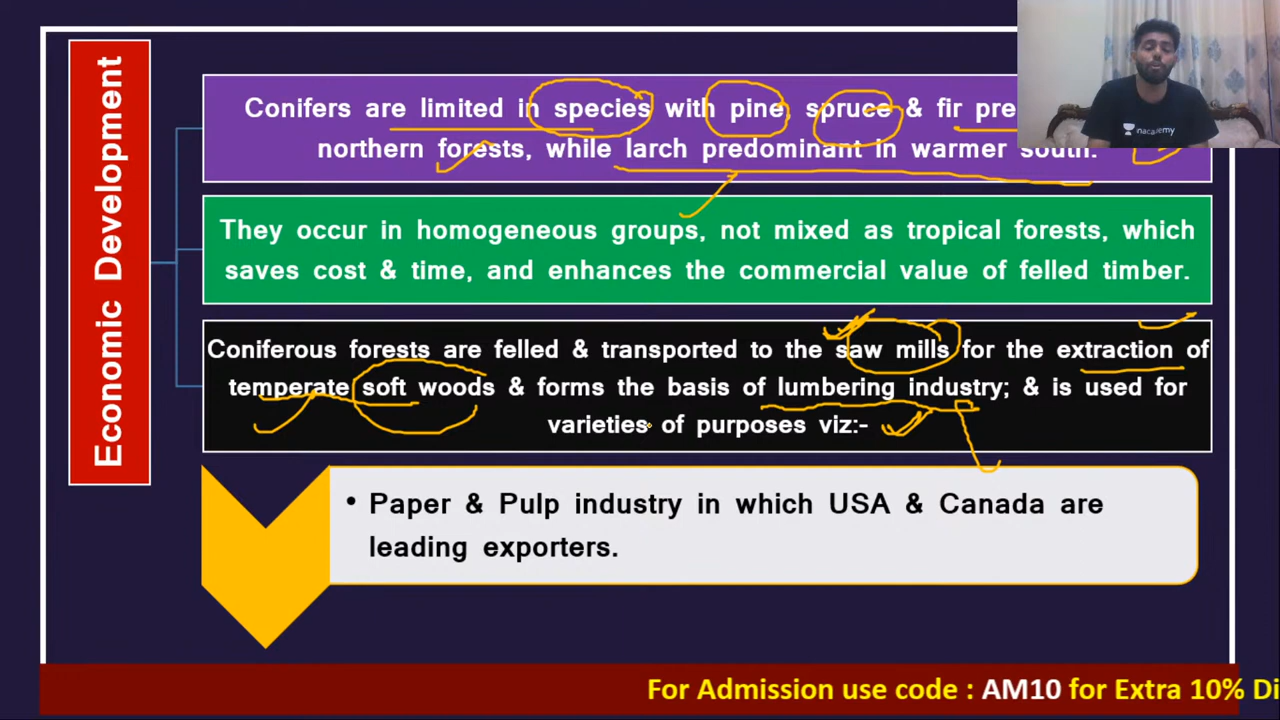 Economic Development
Conifers are limited in species with pine, spruce & fir
northern forests, while larch predominant in warmer south.
They occur in homogeneous groups, not mixed as tropical forests, which
saves cost & time, and enhances the commercial value of felled timber.
Coniferous forests are felled & transported to the saw mills for the extraction of
temperate soft woods & forms the basis of lumbering industry; & is used for
varieties of purposes viz:-
• Paper & Pulp industry in which USA & Canada are
leading exporters.
For Admission use code : AM10 for Extra 10%